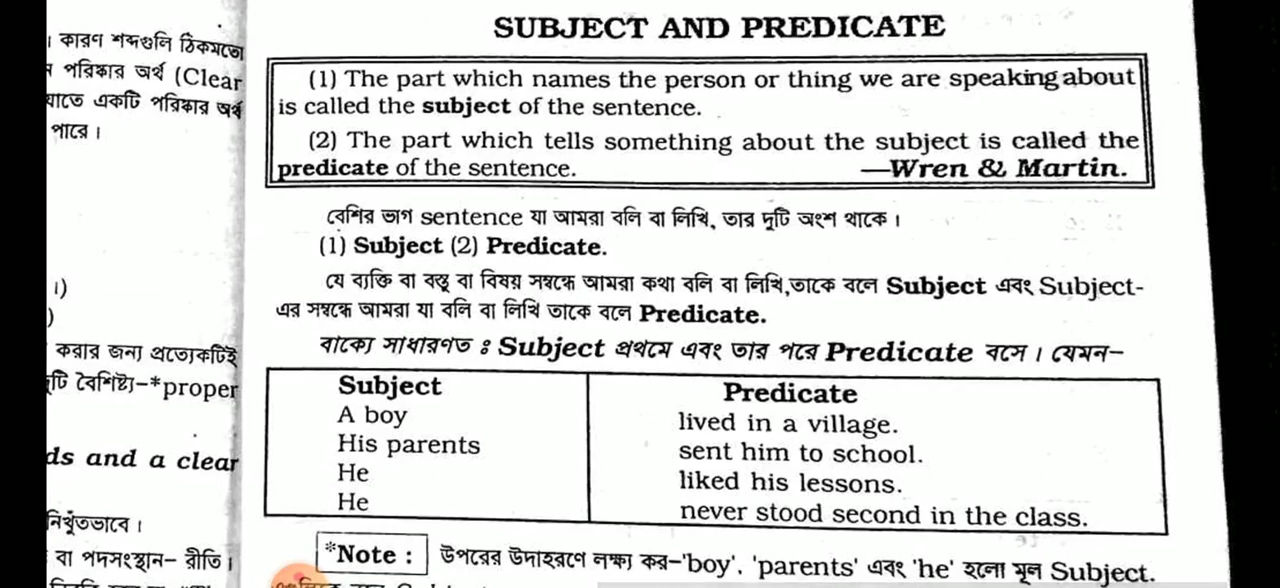 । কারণ শব্দগুলি ঠিকমতো
পরিষ্কার অর্থ (Clear
যাতে একটি পরিষ্কার অর্থ
পারে।
।)
)
করার জন্য প্রত্যেকটিই
টি বৈশিষ্ট্য-*proper
ds and a clear
নিখুঁতভাবে।
বা পদসংস্থান- রীতি।
SUBJECT AND PREDICATE
(1) The part which names the person or thing we are speaking about
is called the subject of the sentence.
(2) The part which tells something about the subject is called the
predicate of the sentence. —Wren & Martin.
বেশির ভাগ sentence যা আমরা বলি বা লিখি, তার দুটি অংশ থাকে।
(1) Subject (2) Predicate.
যে ব্যক্তি বা বস্তু বা বিষয় সম্বন্ধে আমরা কথা বলি বা লিখি,তাকে বলে Subject এবং Subject-
এর সম্বন্ধে আমরা যা বলি বা লিখি তাকে বলে Predicate.
বাক্যে সাধারণত ঃ Subject প্রথমে এবং তার পরে Predicate বসে। যেমন-
Subject Predicate
A boy lived in a village.
His parents sent him to school.
He liked his lessons.
He never stood second in the class.
*Note : উপরের উদাহরণে লক্ষ্য কর-'boy', 'parents' এবং 'he' হলো মূল Subject.